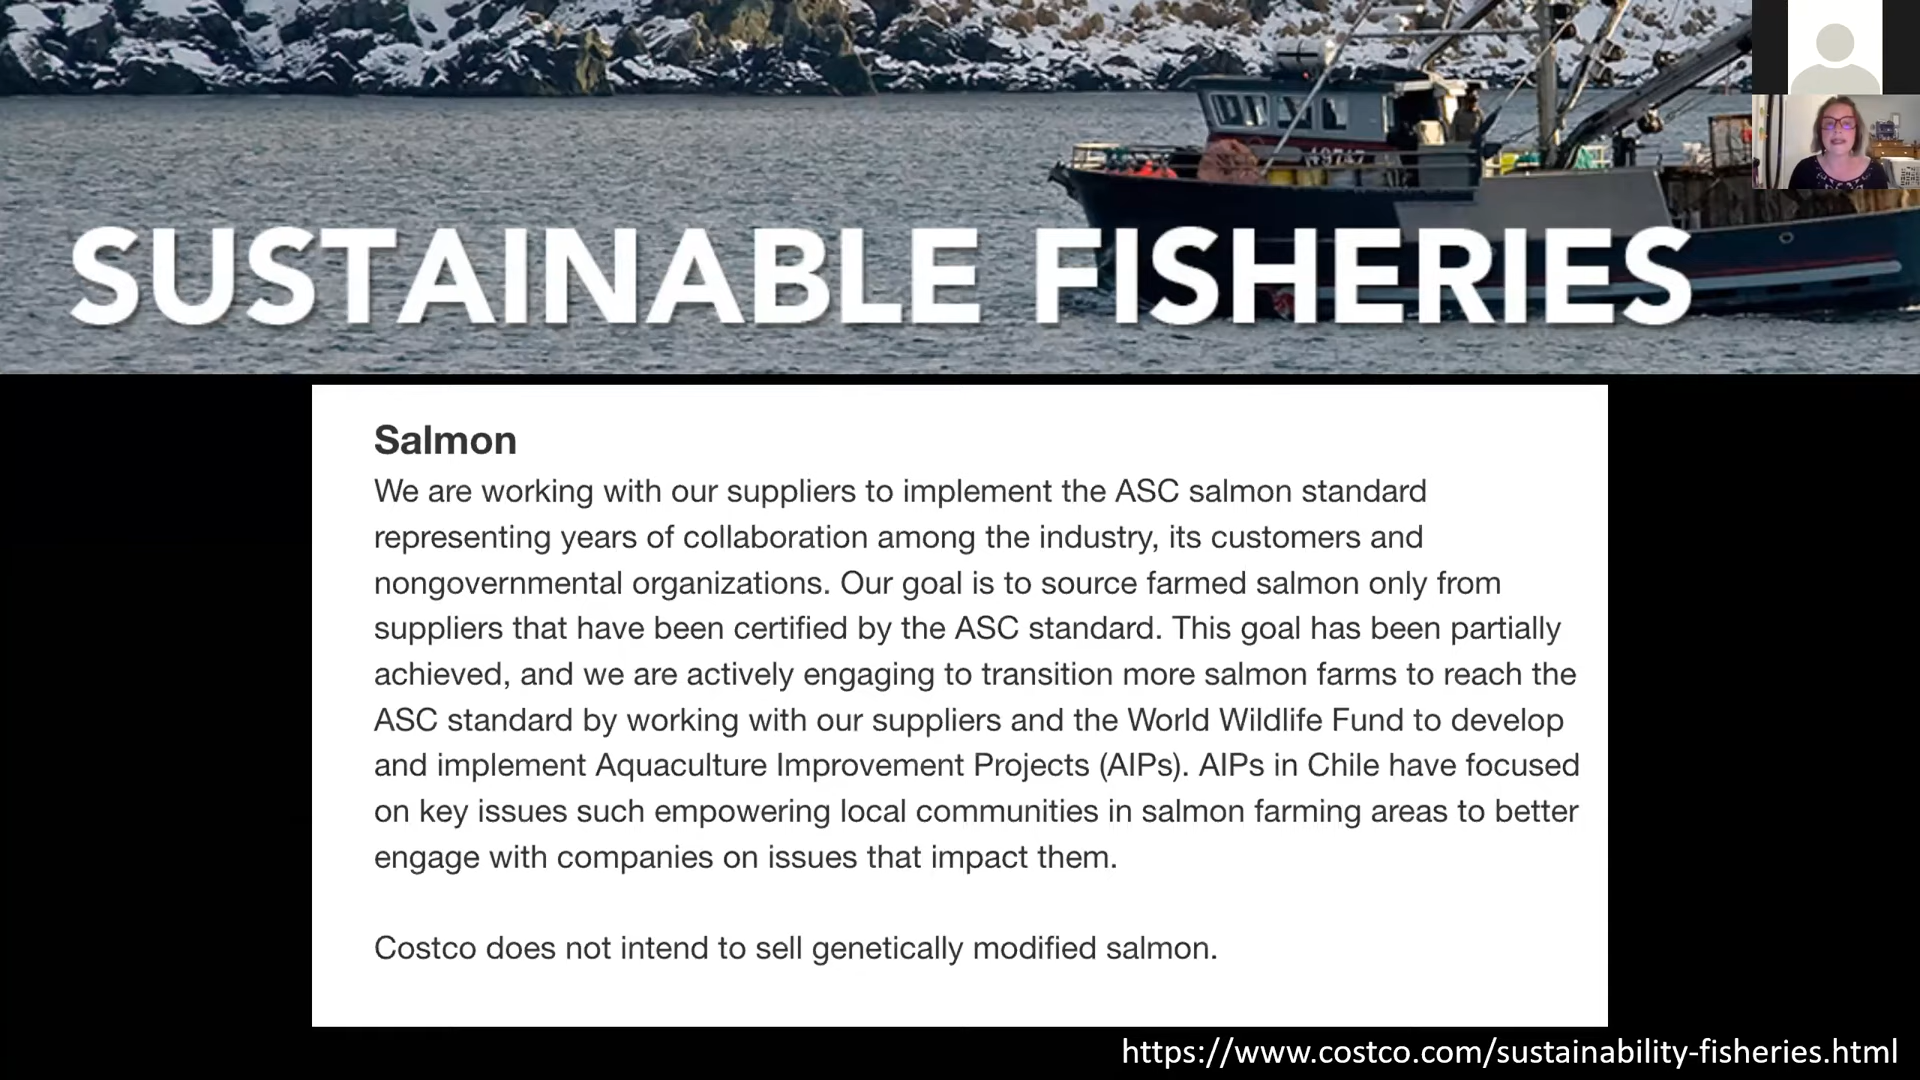 49747
SUSTAINABLE FISHERIES
Salmon
We are working with our suppliers to implement the ASC salmon standard
representing years of collaboration among the industry, its customers and
nongovernmental organizations. Our goal is to source farmed salmon only from
suppliers that have been certified by the ASC standard. This goal has been partially
achieved, and we are actively engaging to transition more salmon farms to reach the
ASC standard by working with our suppliers and the World Wildlife Fund to develop
and implement Aquaculture Improvement Projects (AIPs). AIPs in Chile have focused
on key issues such empowering local communities in salmon farming areas to better
engage with companies on issues that impact them.
Costco does not intend to sell genetically modified salmon.
https://www.costco.com/sustainability-fisheries.html